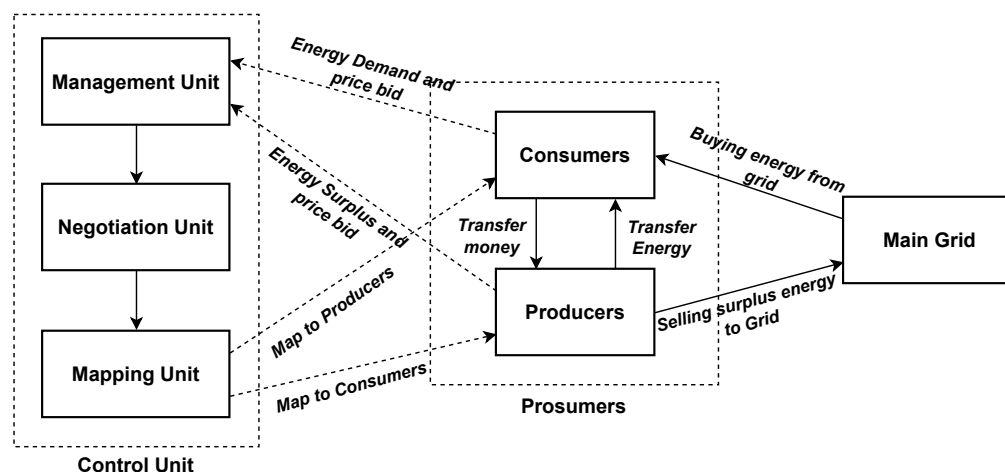 Management Unit
Negotiation Unit
Mapping Unit
Control Unit
Energy Demand and
price bid
Energy Surplus and
price bid
Map to Producers
Map to Consumers
Consumers
Transfer
money
Transfer
Energy
Producers
Prosumers
Buying energy from
grid
Selling surplus energy
to Grid
Main Grid